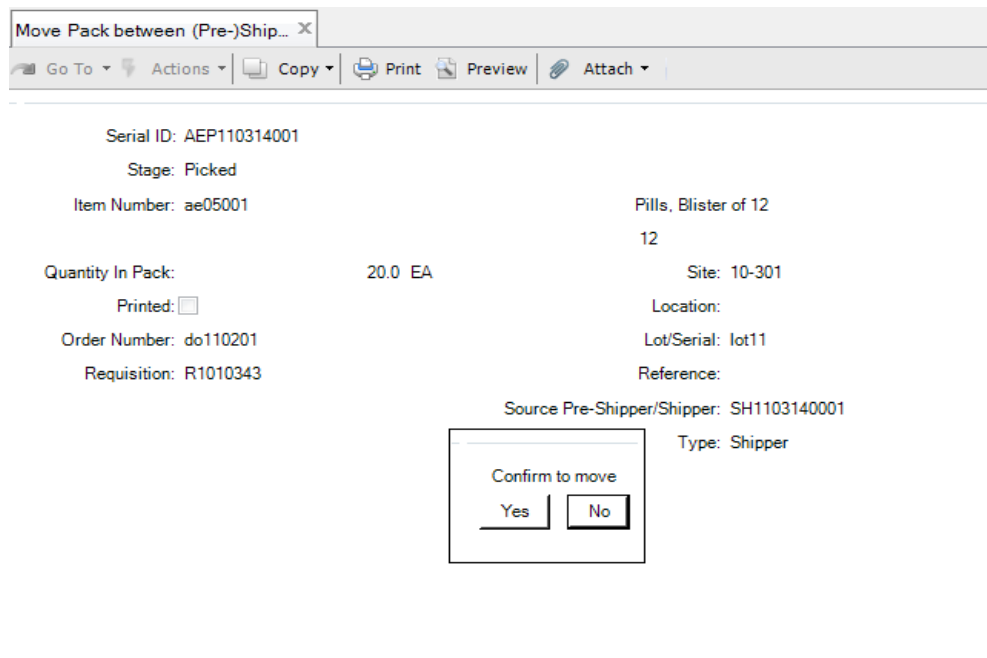 Move Pack between (Pre-)Ship... X
Go To Actions Copy Print Preview Attach
Serial ID: AEP110314001
Stage: Picked
Item Number: ae05001 Pills, Blister of 12
12
Quantity In Pack: 20.0 EA Site: 10-301
Printed: Location:
Order Number: do110201 Lot/Serial: lot11
Requisition: R1010343 Reference:
Source Pre-Shipper/Shipper: SH1103140001
Type: Shipper
Confirm to move
Yes No